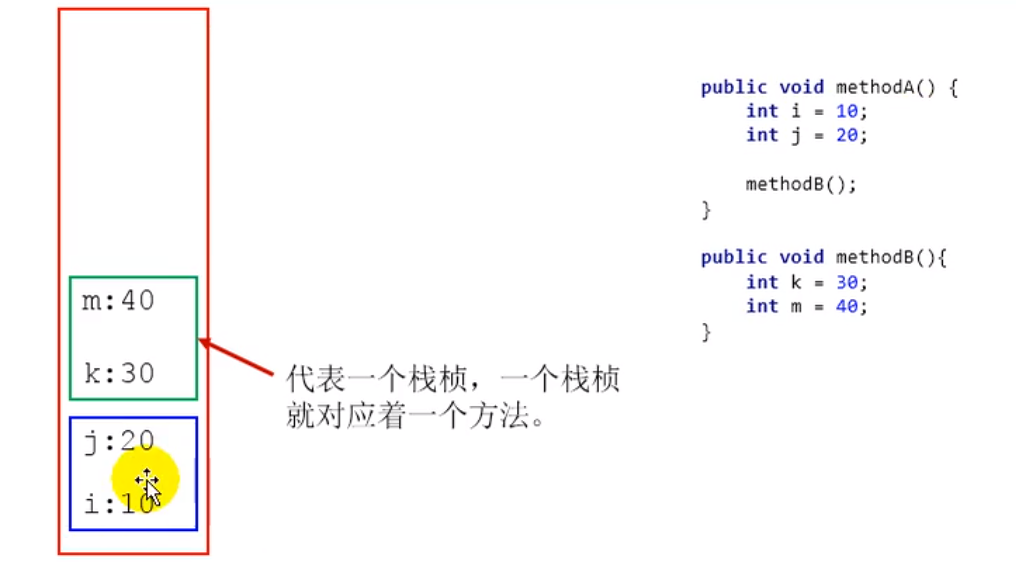 m:40
k:30
j:20
i:10
代表一个栈桢，一个栈桢
就对应着一个方法。
public void methodA() {
    int i = 10;
    int j = 20;
    methodB();
}
public void methodB(){
    int k = 30;
    int m = 40;
}